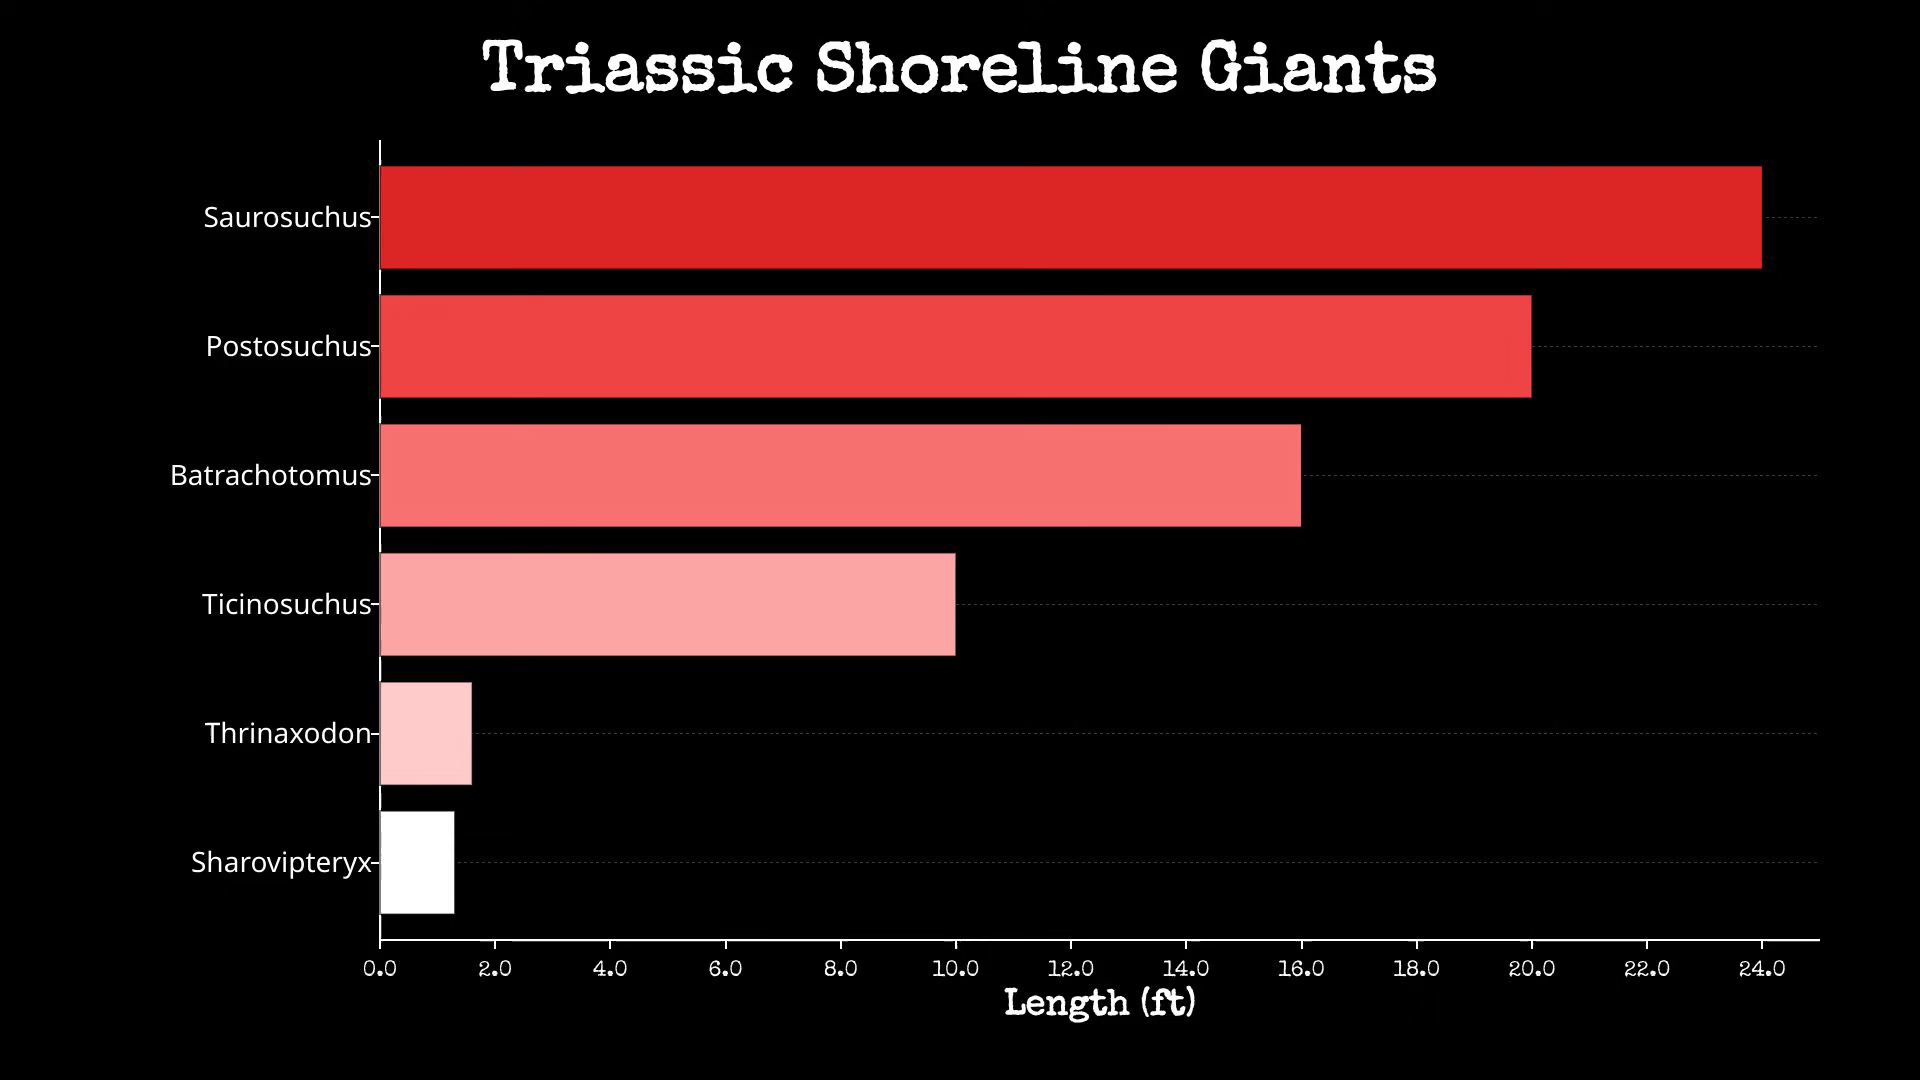 Triassic Shoreline Giants
Saurosuchus
Postosuchus
Batrachotomus
Ticinosuchus
Thrinaxodon
Sharovipteryx
0.0 2.0 4.0 6.0 8.0 10.0 12.0 14.0 16.0 18.0 20.0 22.0 24.0
Length (ft)